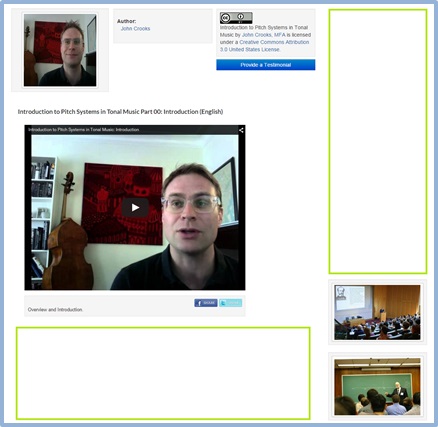 Author:
John Crooks
Introduction to Pitch Systems in Tonal
Music by John Crooks, MFA is licensed
under a Creative Commons Attribution
3.0 United States License
Provide a Testimonial
Introduction to Pitch Systems in Tonal Music Part 00: Introduction (English)
Introduction to Pitch Systems in Tonal Music: Introduction
SHARE
Overview and Introduction